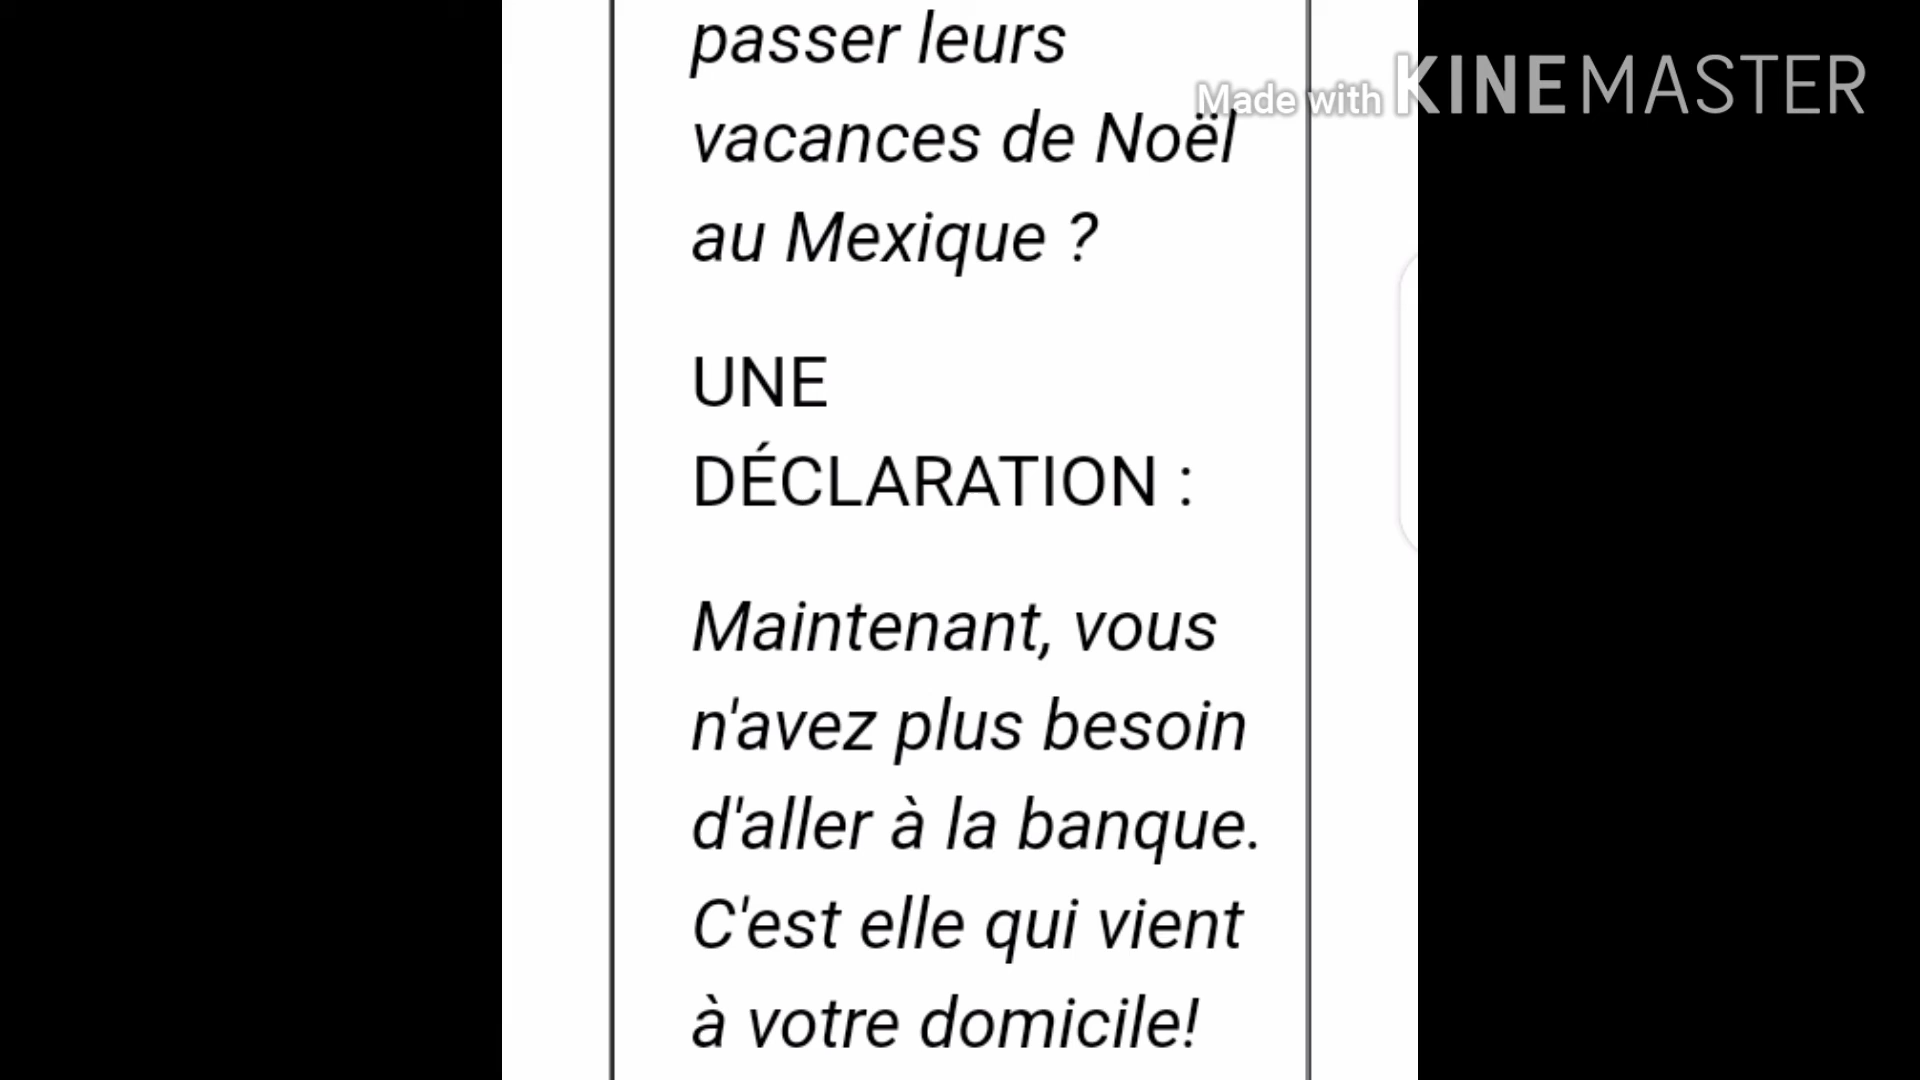 passer leurs
Made with KINEMASTER
vacances de Noël
au Mexique ?
UNE
DÉCLARATION :
Maintenant, vous
n'avez plus besoin
d'aller à la banque.
C'est elle qui vient
à votre domicile!